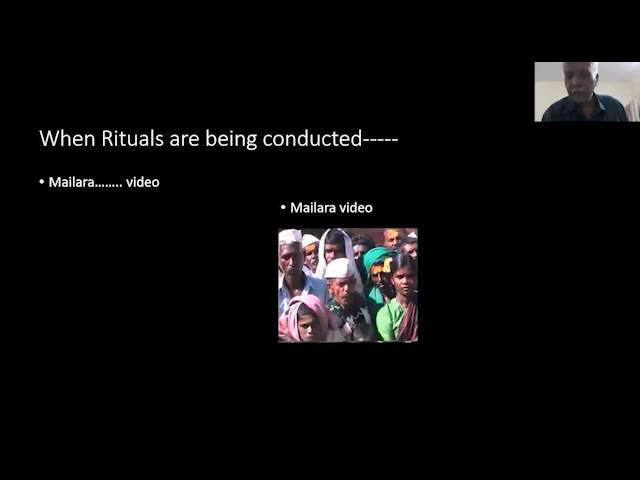 When Rituals are being conducted-----
• Mailara…….. video
• Mailara video